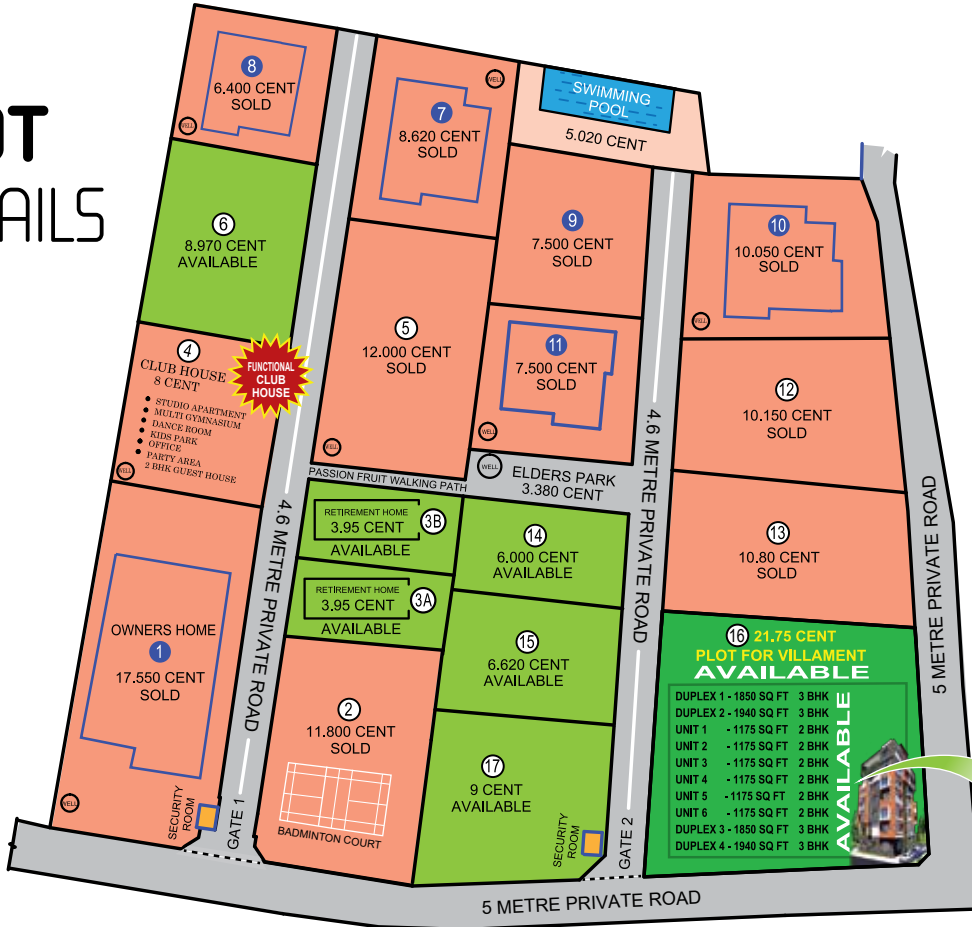 OT
AILS
8
6.400 CENT
SOLD
WELL
7
8.620 CENT
SOLD
WELL
SWIMMING
POOL
5.020 CENT
6
8.970 CENT
AVAILABLE
9
7.500 CENT
SOLD
10
10.050 CENT
SOLD
WELL
4
CLUB HOUSE
8 CENT
• STUDIO APARTMENT
• MULTI GYMNASIUM
• DANCE ROOM
• KIDS PARK
• OFFICE
• PARTY AREA
2 BHK GUEST HOUSE
WELL
FUNCTIONAL
CLUB
HOUSE
5
12.000 CENT
SOLD
WELL
11
7.500 CENT
SOLD
WELL
12
10.150 CENT
SOLD
PASSION FRUIT WALKING PATH
WELL
ELDERS PARK
3.380 CENT
4.6 METRE PRIVATE ROAD
4.6 METRE PRIVATE ROAD
5 METRE PRIVATE ROAD
RETIREMENT HOME
3.95 CENT
3B
AVAILABLE
14
6.000 CENT
AVAILABLE
13
10.80 CENT
SOLD
RETIREMENT HOME
3.95 CENT
3A
AVAILABLE
OWNERS HOME
1
17.550 CENT
SOLD
WELL
15
6.620 CENT
AVAILABLE
2
11.800 CENT
SOLD
BADMINTON COURT
17
9 CENT
AVAILABLE
16 21.75 CENT
PLOT FOR VILLAMENT
AVAILABLE
DUPLEX 1 - 1850 SQ FT 3 BHK
DUPLEX 2 - 1940 SQ FT 3 BHK
UNIT 1 - 1175 SQ FT 2 BHK
UNIT 2 - 1175 SQ FT 2 BHK
UNIT 3 - 1175 SQ FT 2 BHK
UNIT 4 - 1175 SQ FT 2 BHK
UNIT 5 - 1175 SQ FT 2 BHK
UNIT 6 - 1175 SQ FT 2 BHK
DUPLEX 3 - 1850 SQ FT 3 BHK
DUPLEX 4 - 1940 SQ FT 3 BHK
AVAILABLE
SECURITY
ROOM
GATE 1
SECURITY
ROOM
GATE 2
5 METRE PRIVATE ROAD